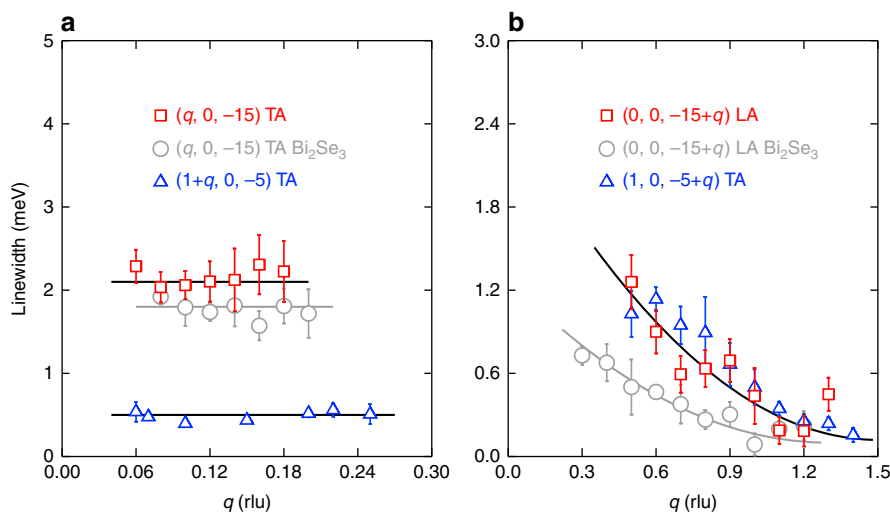 a
5
4
3
2
1
0
Linewidth (meV)
(q, 0, –15) TA
(q, 0, –15) TA Bi₂Se₃
(1+q, 0, –5) TA
0.00 0.06 0.12 0.18 0.24 0.30
q (rlu)
b
3.0
2.4
1.8
1.2
0.6
0
(0, 0, –15+q) LA
(0, 0, –15+q) LA Bi₂Se₃
(1, 0, –5+q) TA
0.0 0.3 0.6 0.9 1.2 1.5
q (rlu)